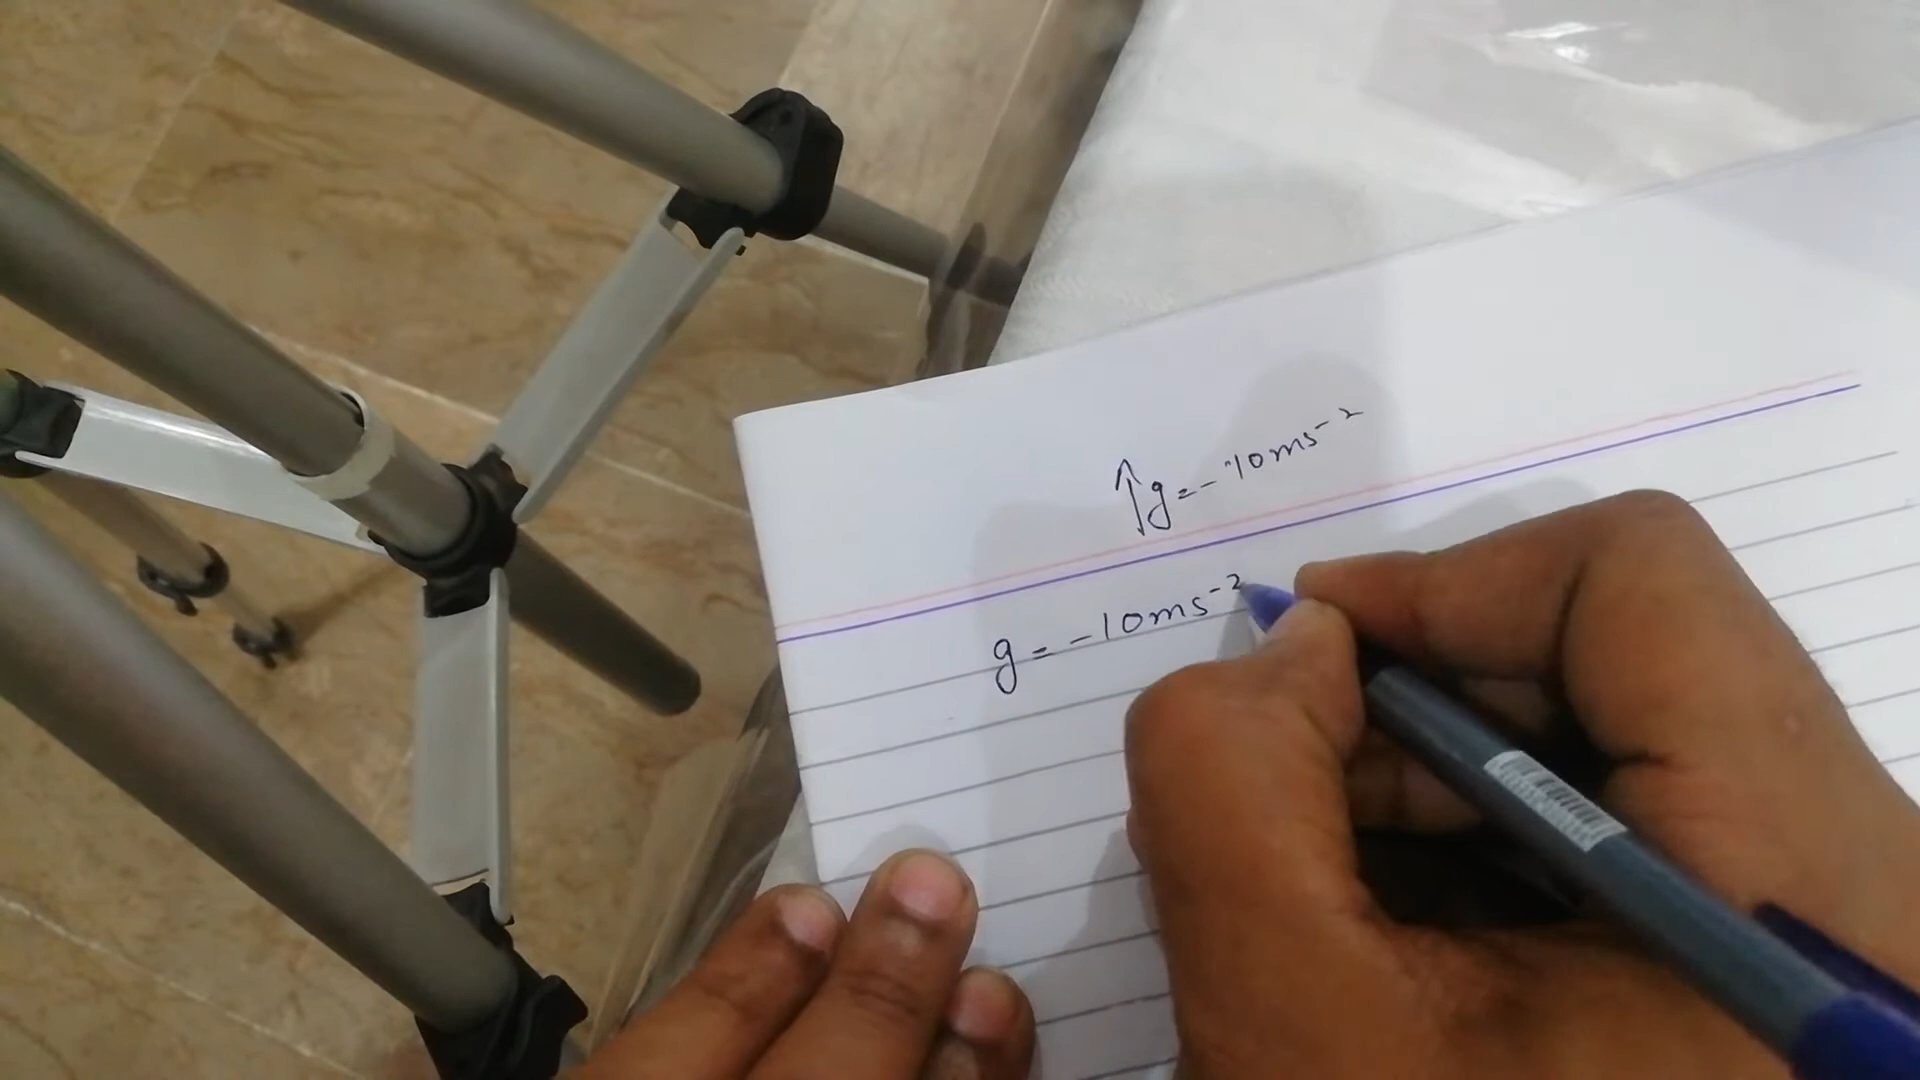 ↑g = -10ms⁻²
g = -10ms⁻²